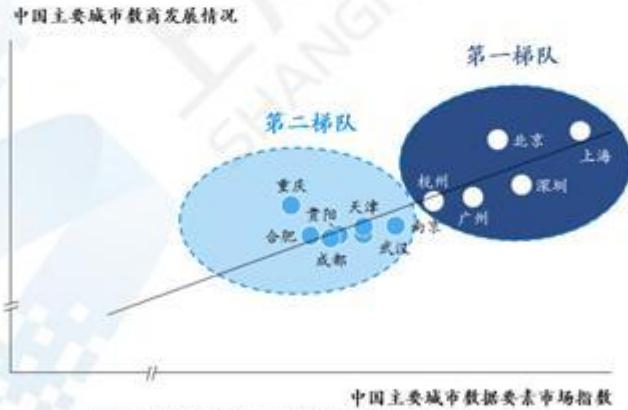 中国主要城市数商发展情况
第一梯队
第二梯队
北京
上海
重庆
杭州
深圳
广州
贵阳
天津
南京
合肥
武汉
成都
中国主要城市数据要素市场指数